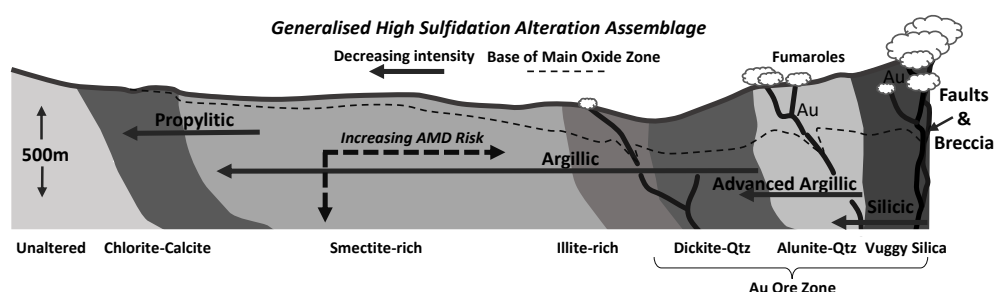 Generalised High Sulfidation Alteration Assemblage
Decreasing intensity
Base of Main Oxide Zone
Fumaroles
Au
Faults
&
Breccia
Au
Propylitic
500m
Increasing AMD Risk
Argillic
Advanced Argillic
Silicic
Unaltered
Chlorite-Calcite
Smectite-rich
Illite-rich
Dickite-Qtz
Alunite-Qtz
Vuggy Silica
Au Ore Zone